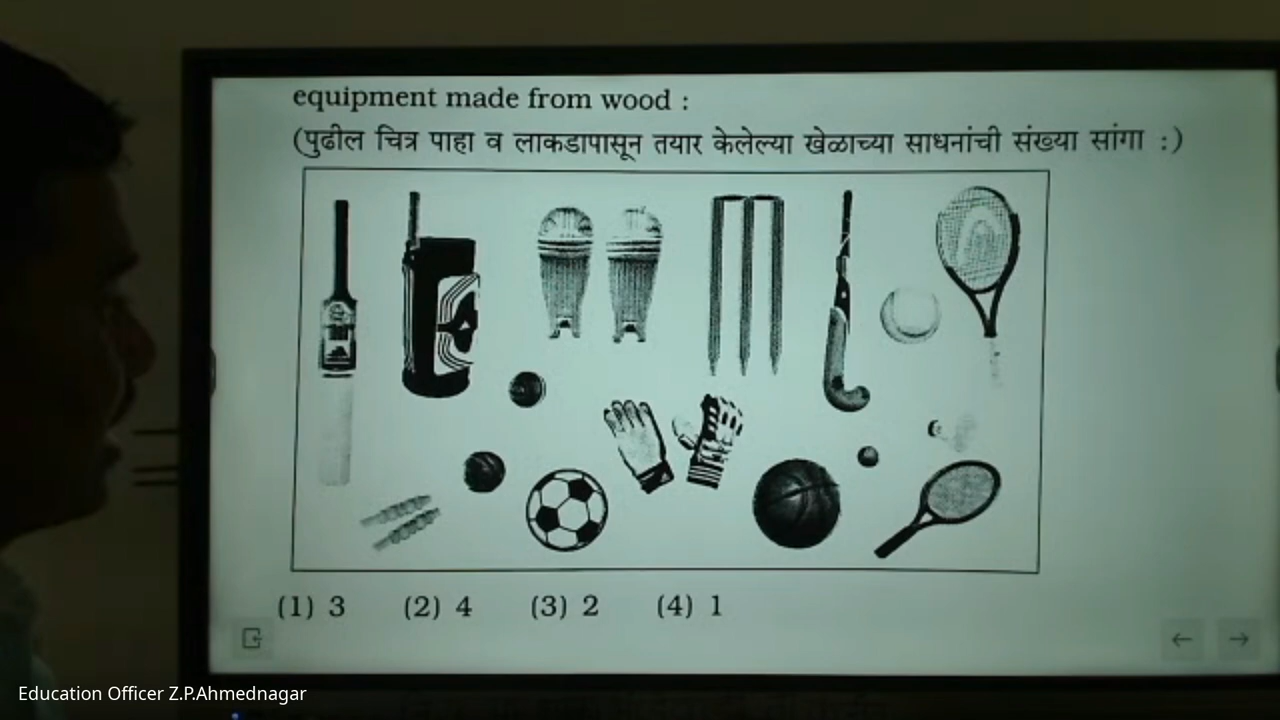 equipment made from wood :
(पुढील चित्र पाहा व लाकडापासून तयार केलेल्या खेळाच्या साधनांची संख्या सांगा :)
(1) 3 (2) 4 (3) 2 (4) 1
Education Officer Z.P.Ahmednagar